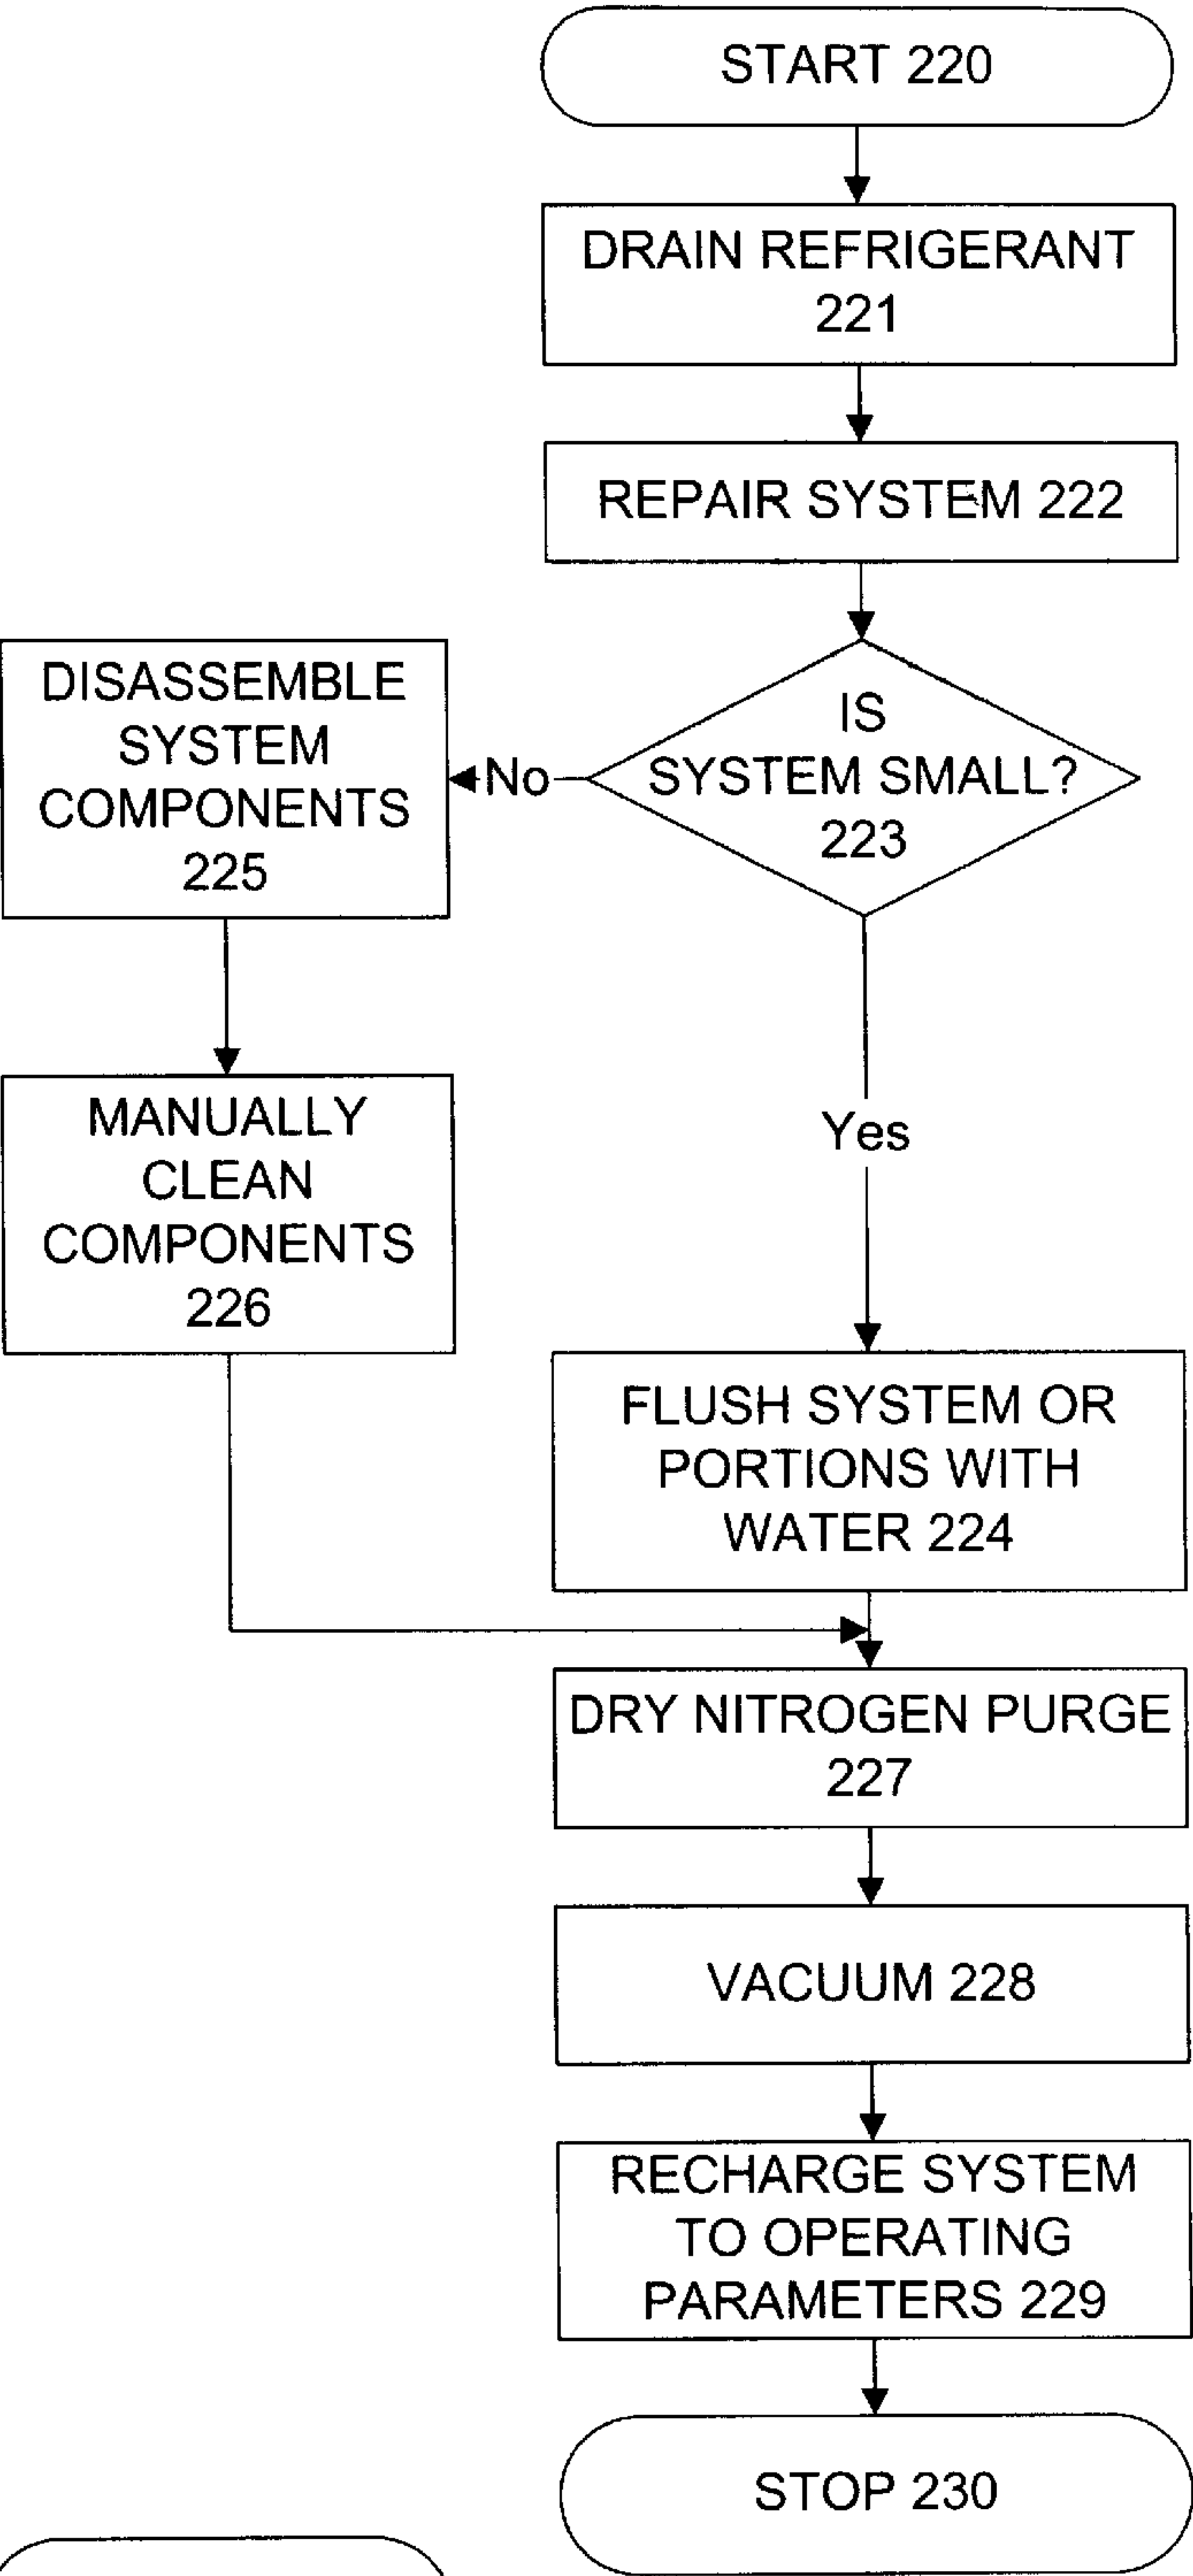 START 220
DRAIN REFRIGERANT
221
REPAIR SYSTEM 222
IS
SYSTEM SMALL?
223
No
DISASSEMBLE
SYSTEM
COMPONENTS
225
MANUALLY
CLEAN
COMPONENTS
226
Yes
FLUSH SYSTEM OR
PORTIONS WITH
WATER 224
DRY NITROGEN PURGE
227
VACUUM 228
RECHARGE SYSTEM
TO OPERATING
PARAMETERS 229
STOP 230